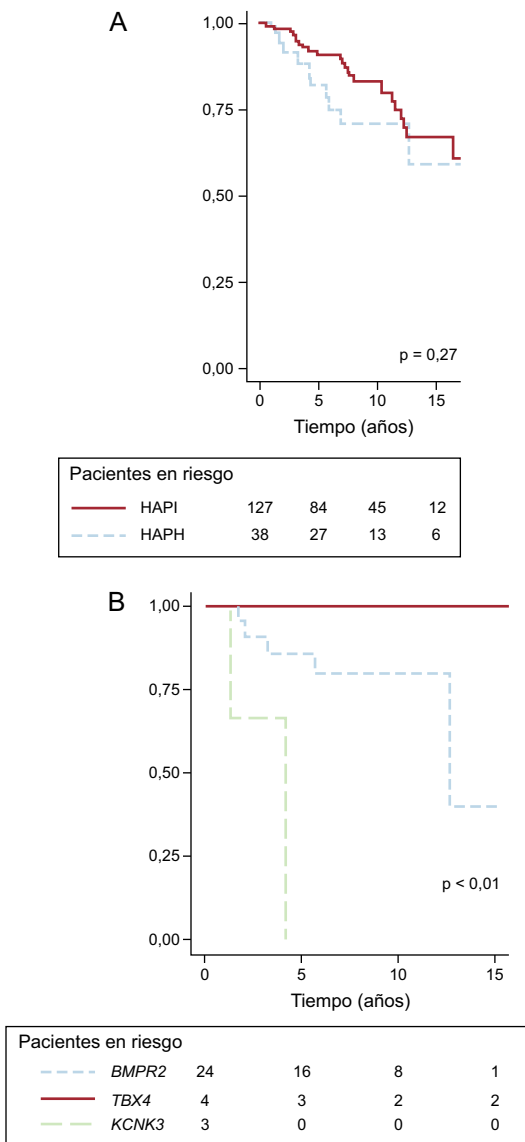 A
1,00
0,75
0,50
0,25
0,00
p = 0,27
0 5 10 15
Tiempo (años)
Pacientes en riesgo
HAPI 127 84 45 12
HAPH 38 27 13 6
B
1,00
0,75
0,50
0,25
0,00
p < 0,01
0 5 10 15
Tiempo (años)
Pacientes en riesgo
BMPR2 24 16 8 1
TBX4 4 3 2 2
KCNK3 3 0 0 0